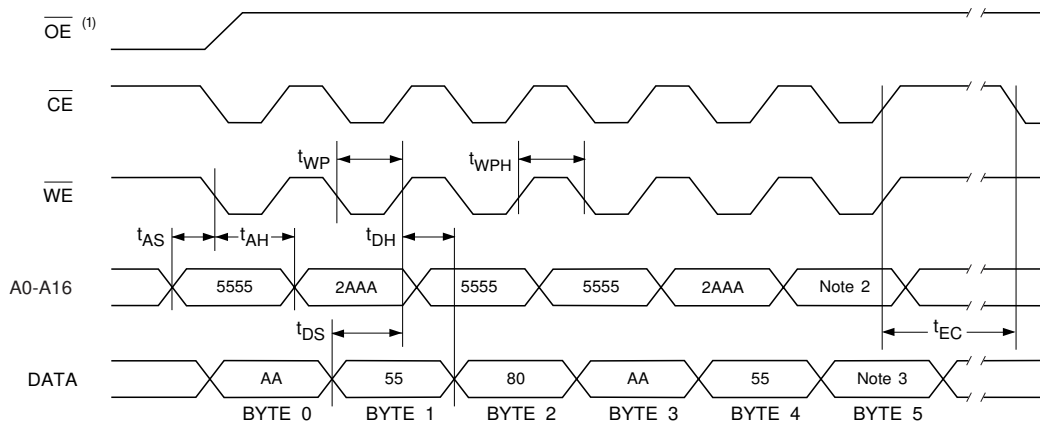 OE (1)
CE
tWP
tWPH
WE
tAS
tAH
tDH
A0-A16
5555
2AAA
5555
5555
2AAA
Note 2
tDS
tEC
DATA
AA
55
80
AA
55
Note 3
BYTE 0
BYTE 1
BYTE 2
BYTE 3
BYTE 4
BYTE 5